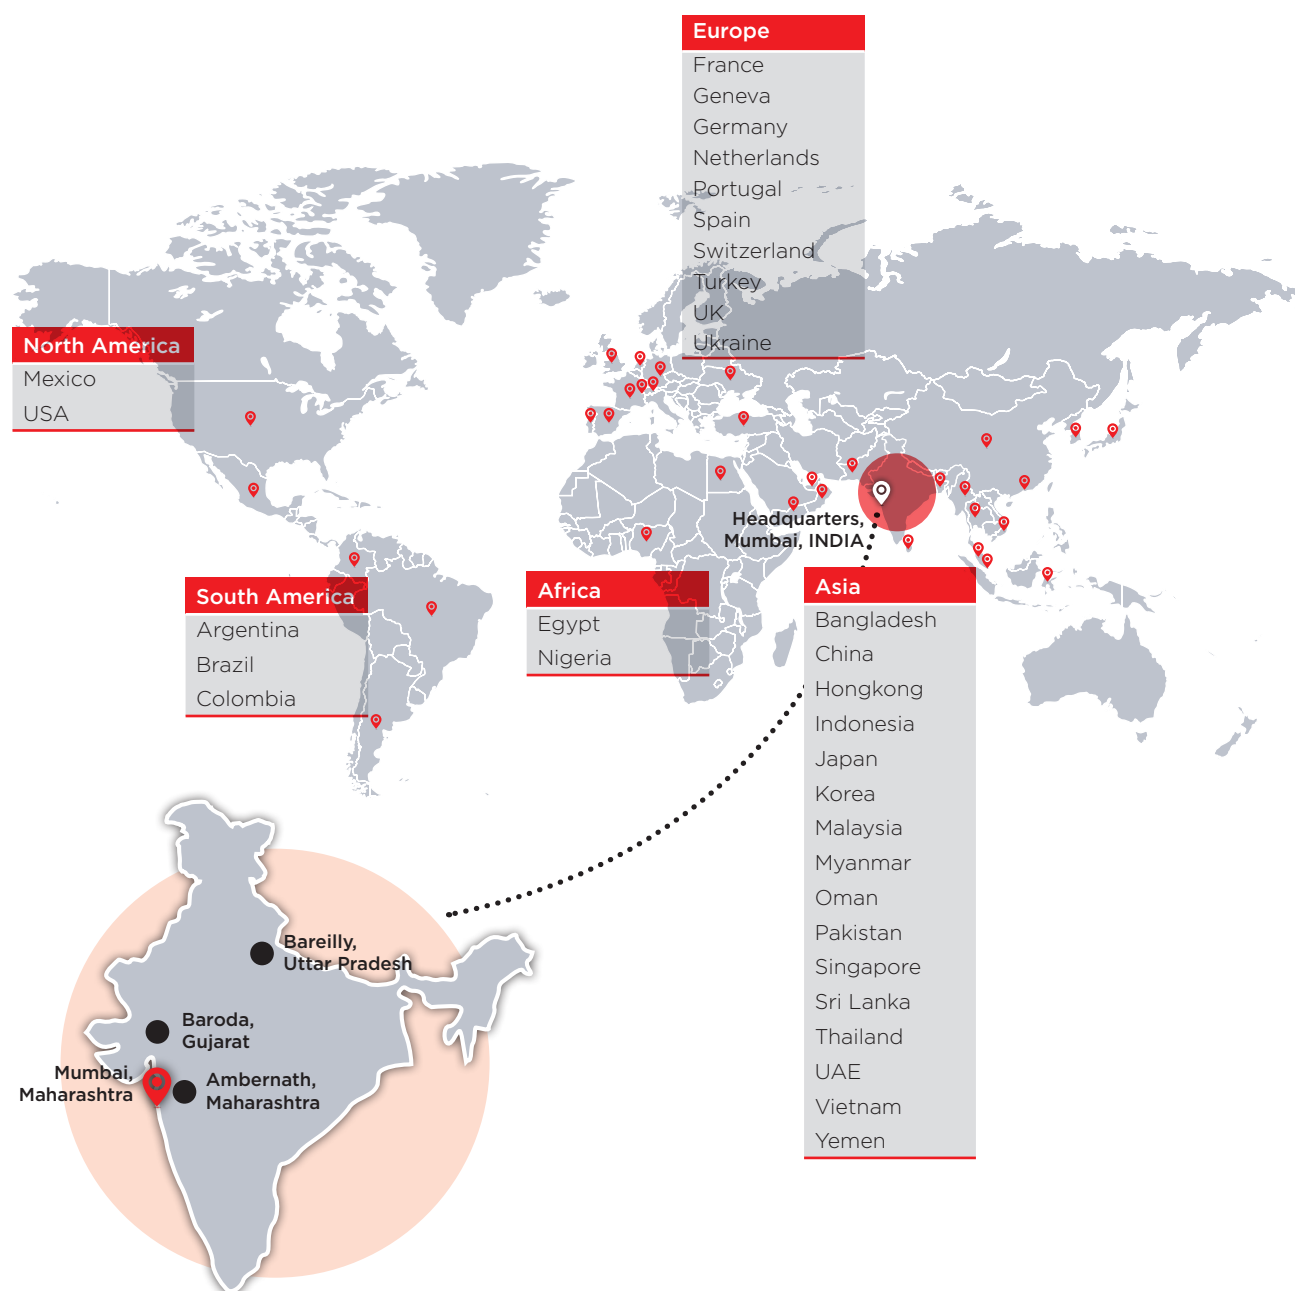 Europe
France
Geneva
Germany
Netherlands
Portugal
Spain
Switzerland
Turkey
UK
Ukraine
North America
Mexico
USA
Headquarters,
Mumbai, INDIA
South America
Argentina
Brazil
Colombia
Africa
Egypt
Nigeria
Asia
Bangladesh
China
Hongkong
Indonesia
Japan
Korea
Malaysia
Myanmar
Oman
Pakistan
Singapore
Sri Lanka
Thailand
UAE
Vietnam
Yemen
Bareilly,
Uttar Pradesh
Baroda,
Gujarat
Mumbai,
Maharashtra
Ambernath,
Maharashtra